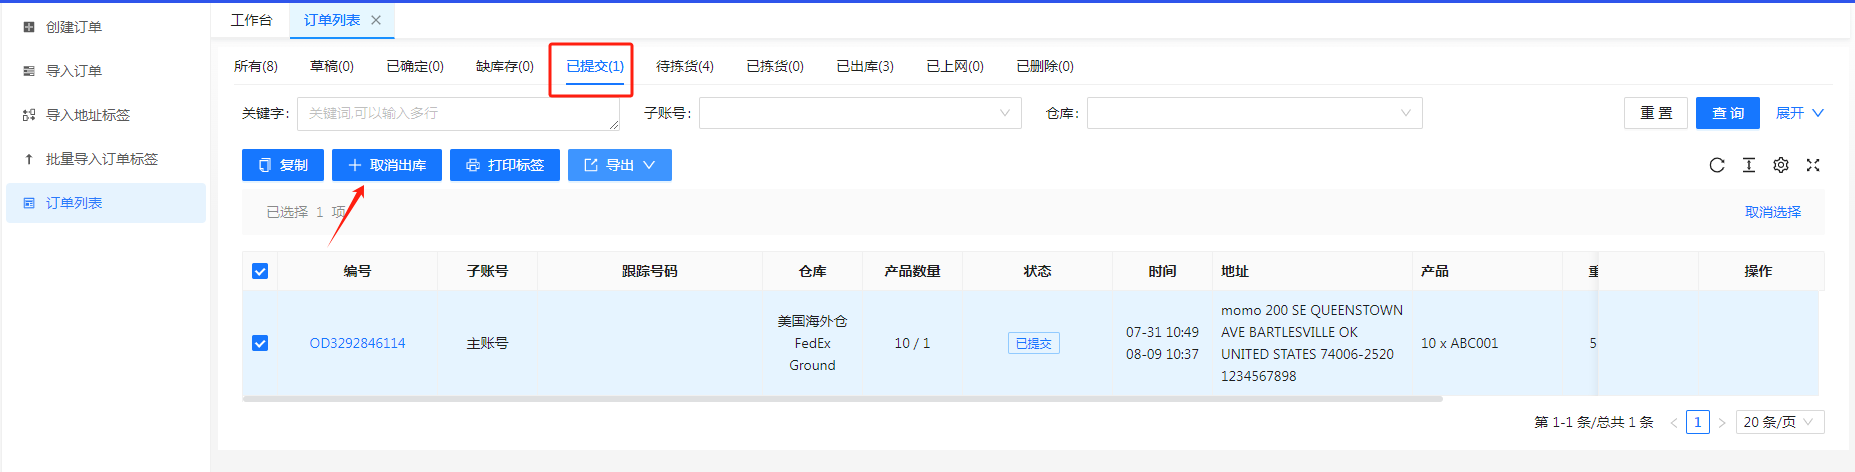 创建订单
导入订单
导入地址标签
批量导入订单标签
订单列表
工作台 订单列表
所有(8) 草稿(0) 已确定(0) 缺库存(0) 已提交(1) 待拣货(4) 已拣货(0) 已出库(3) 已上网(0) 已删除(0)
关键字: 关键词,可以输入多行 子账号: 仓库: 重置 查询 展开
复制 取消出库 打印标签 导出
已选择 1 项 取消选择
编号 子账号 跟踪号码 仓库 产品数量 状态 时间 地址 产品 操作
OD3292846114 主账号
美国海外仓
FedEx
Ground
10 / 1 已提交
07-31 10:49
08-09 10:37
momo 200 SE QUEENSTOWN
AVE BARTLESVILLE OK
UNITED STATES 74006-2520
1234567898
10 x ABC001 5
第 1-1 条/总共 1 条 1 20 条/页